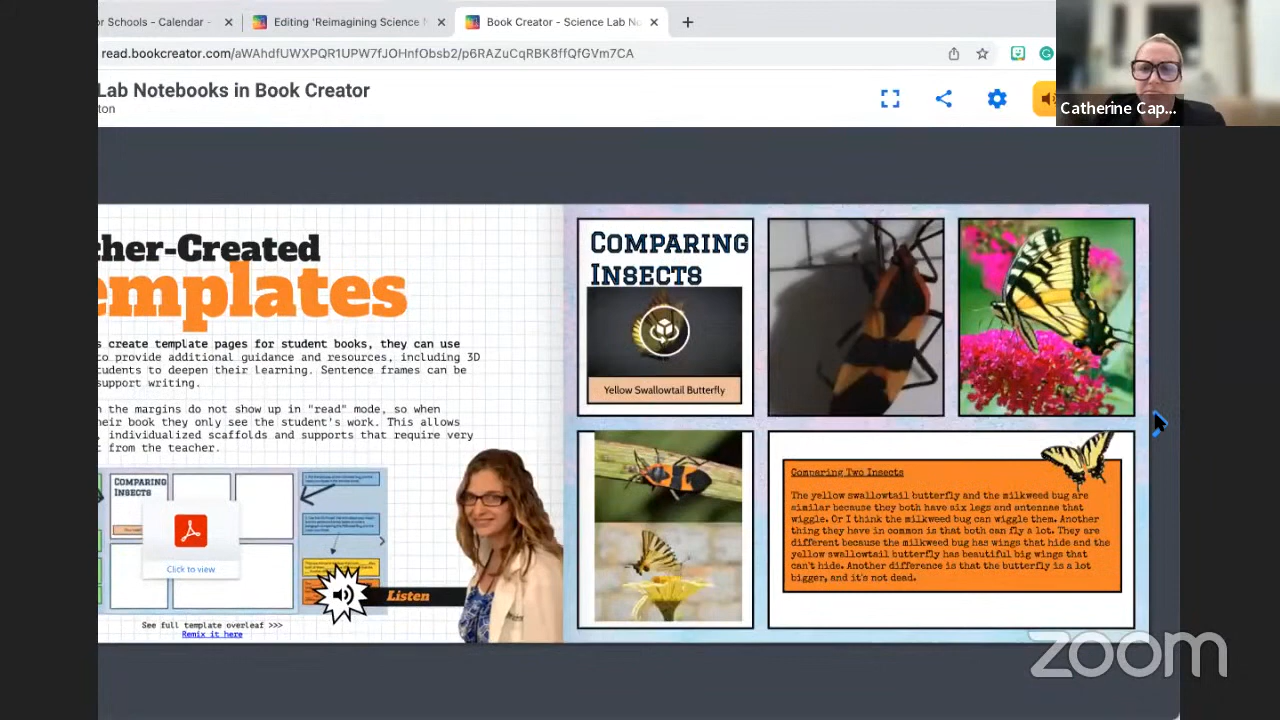 or Schools - Calendar -
Editing 'Reimagining Science N
Book Creator - Science Lab No
read.bookcreator.com/aWAhdfUWXPQR1UPW7fJOHnfObsb2/p6RAZuCqRBK8ffQfGVm7CA
Lab Notebooks in Book Creator
ton
Catherine Cap...
cher-Created
emplates
s create template pages for student books, they can use
to provide additional guidance and resources, including 3D
tudents to deepen their learning. Sentence frames can be
support writing.
n the margins do not show up in "read" mode, so when
heir book they only see the student's work. This allows
, individualized scaffolds and supports that require very
t from the teacher.
COMPARING
INSECTS
Click to view
Listen
See full template overleaf >>>
Remix it here
COMPARING
INSECTS
Yellow Swallowtail Butterfly
Comparing Two Insects
The yellow swallowtail butterfly and the milkweed bug are
similar because they both have six legs and antennae that
wiggle. Or I think the milkweed bug can wiggle them. Another
thing they have in common is that both can fly a lot. They are
different because the milkweed bug has wings that hide and the
yellow swallowtail butterfly has beautiful big wings that
can't hide. Another difference is that the butterfly is a lot
bigger, and it's not dead.
zoom